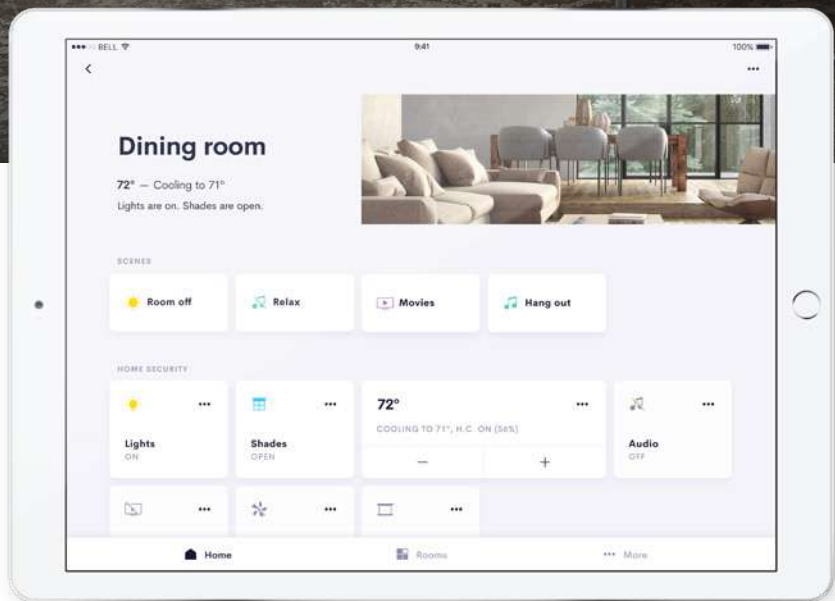 BELL
9:41
100%
Dining room
72° — Cooling to 71°
Lights are on. Shades are open.
SCENES
Room off
Relax
Movies
Hang out
HOME SECURITY
72°
COOLING TO 71°, H.C. ON (56%)
Lights
ON
Shades
OPEN
— +
Audio
OFF
Home
Rooms
More